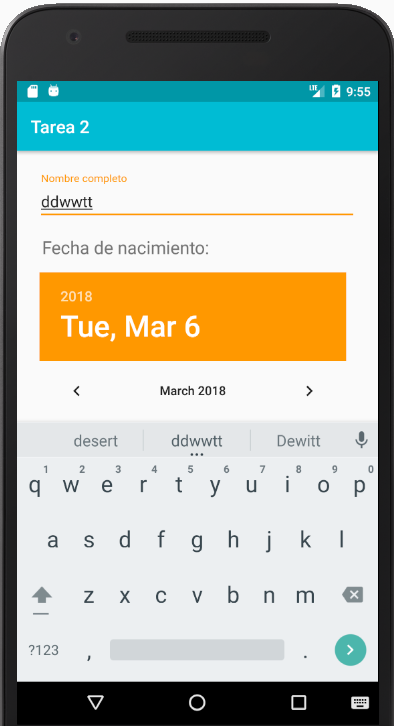 LTE 9:55
Tarea 2
Nombre completo
ddwwtt
Fecha de nacimiento:
2018
Tue, Mar 6
March 2018
desert ddwwtt Dewitt
1 2 3 4 5 6 7 8 9 0
q w e r t y u i o p
a s d f g h j k l
z x c v b n m
?123 , .